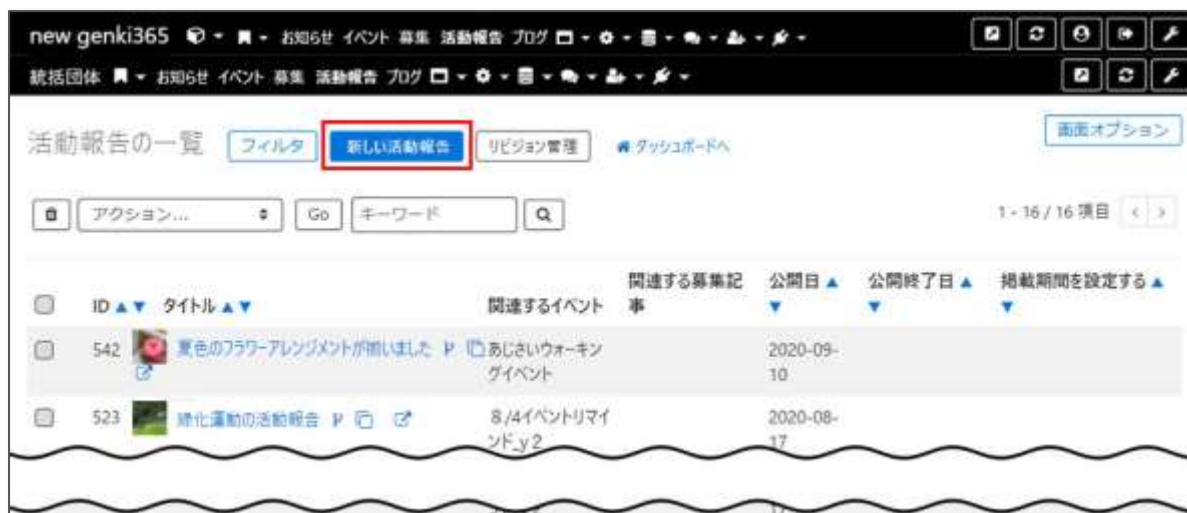 new genki365 お知らせ イベント 募集 活動報告 ブログ
統括団体 お知らせ イベント 募集 活動報告 ブログ
活動報告の一覧 フィルタ 新しい活動報告 リビジョン管理 ダッシュボードへ 画面オプション
アクション... Go キーワード 1 - 16 / 16 項目 < >
ID ▲▼ タイトル ▲▼ 関連するイベント 関連する募集記事 公開日 ▲▼ 公開終了日 ▲▼ 掲載期間を設定する ▲▼
542 夏色のフラワーアレンジメントが揃いました あじさいウォーキン 2020-09-
グイベント 10
523 緑化運動の活動報告 8/4イベントリマイ 2020-08-
ンド_y2 17